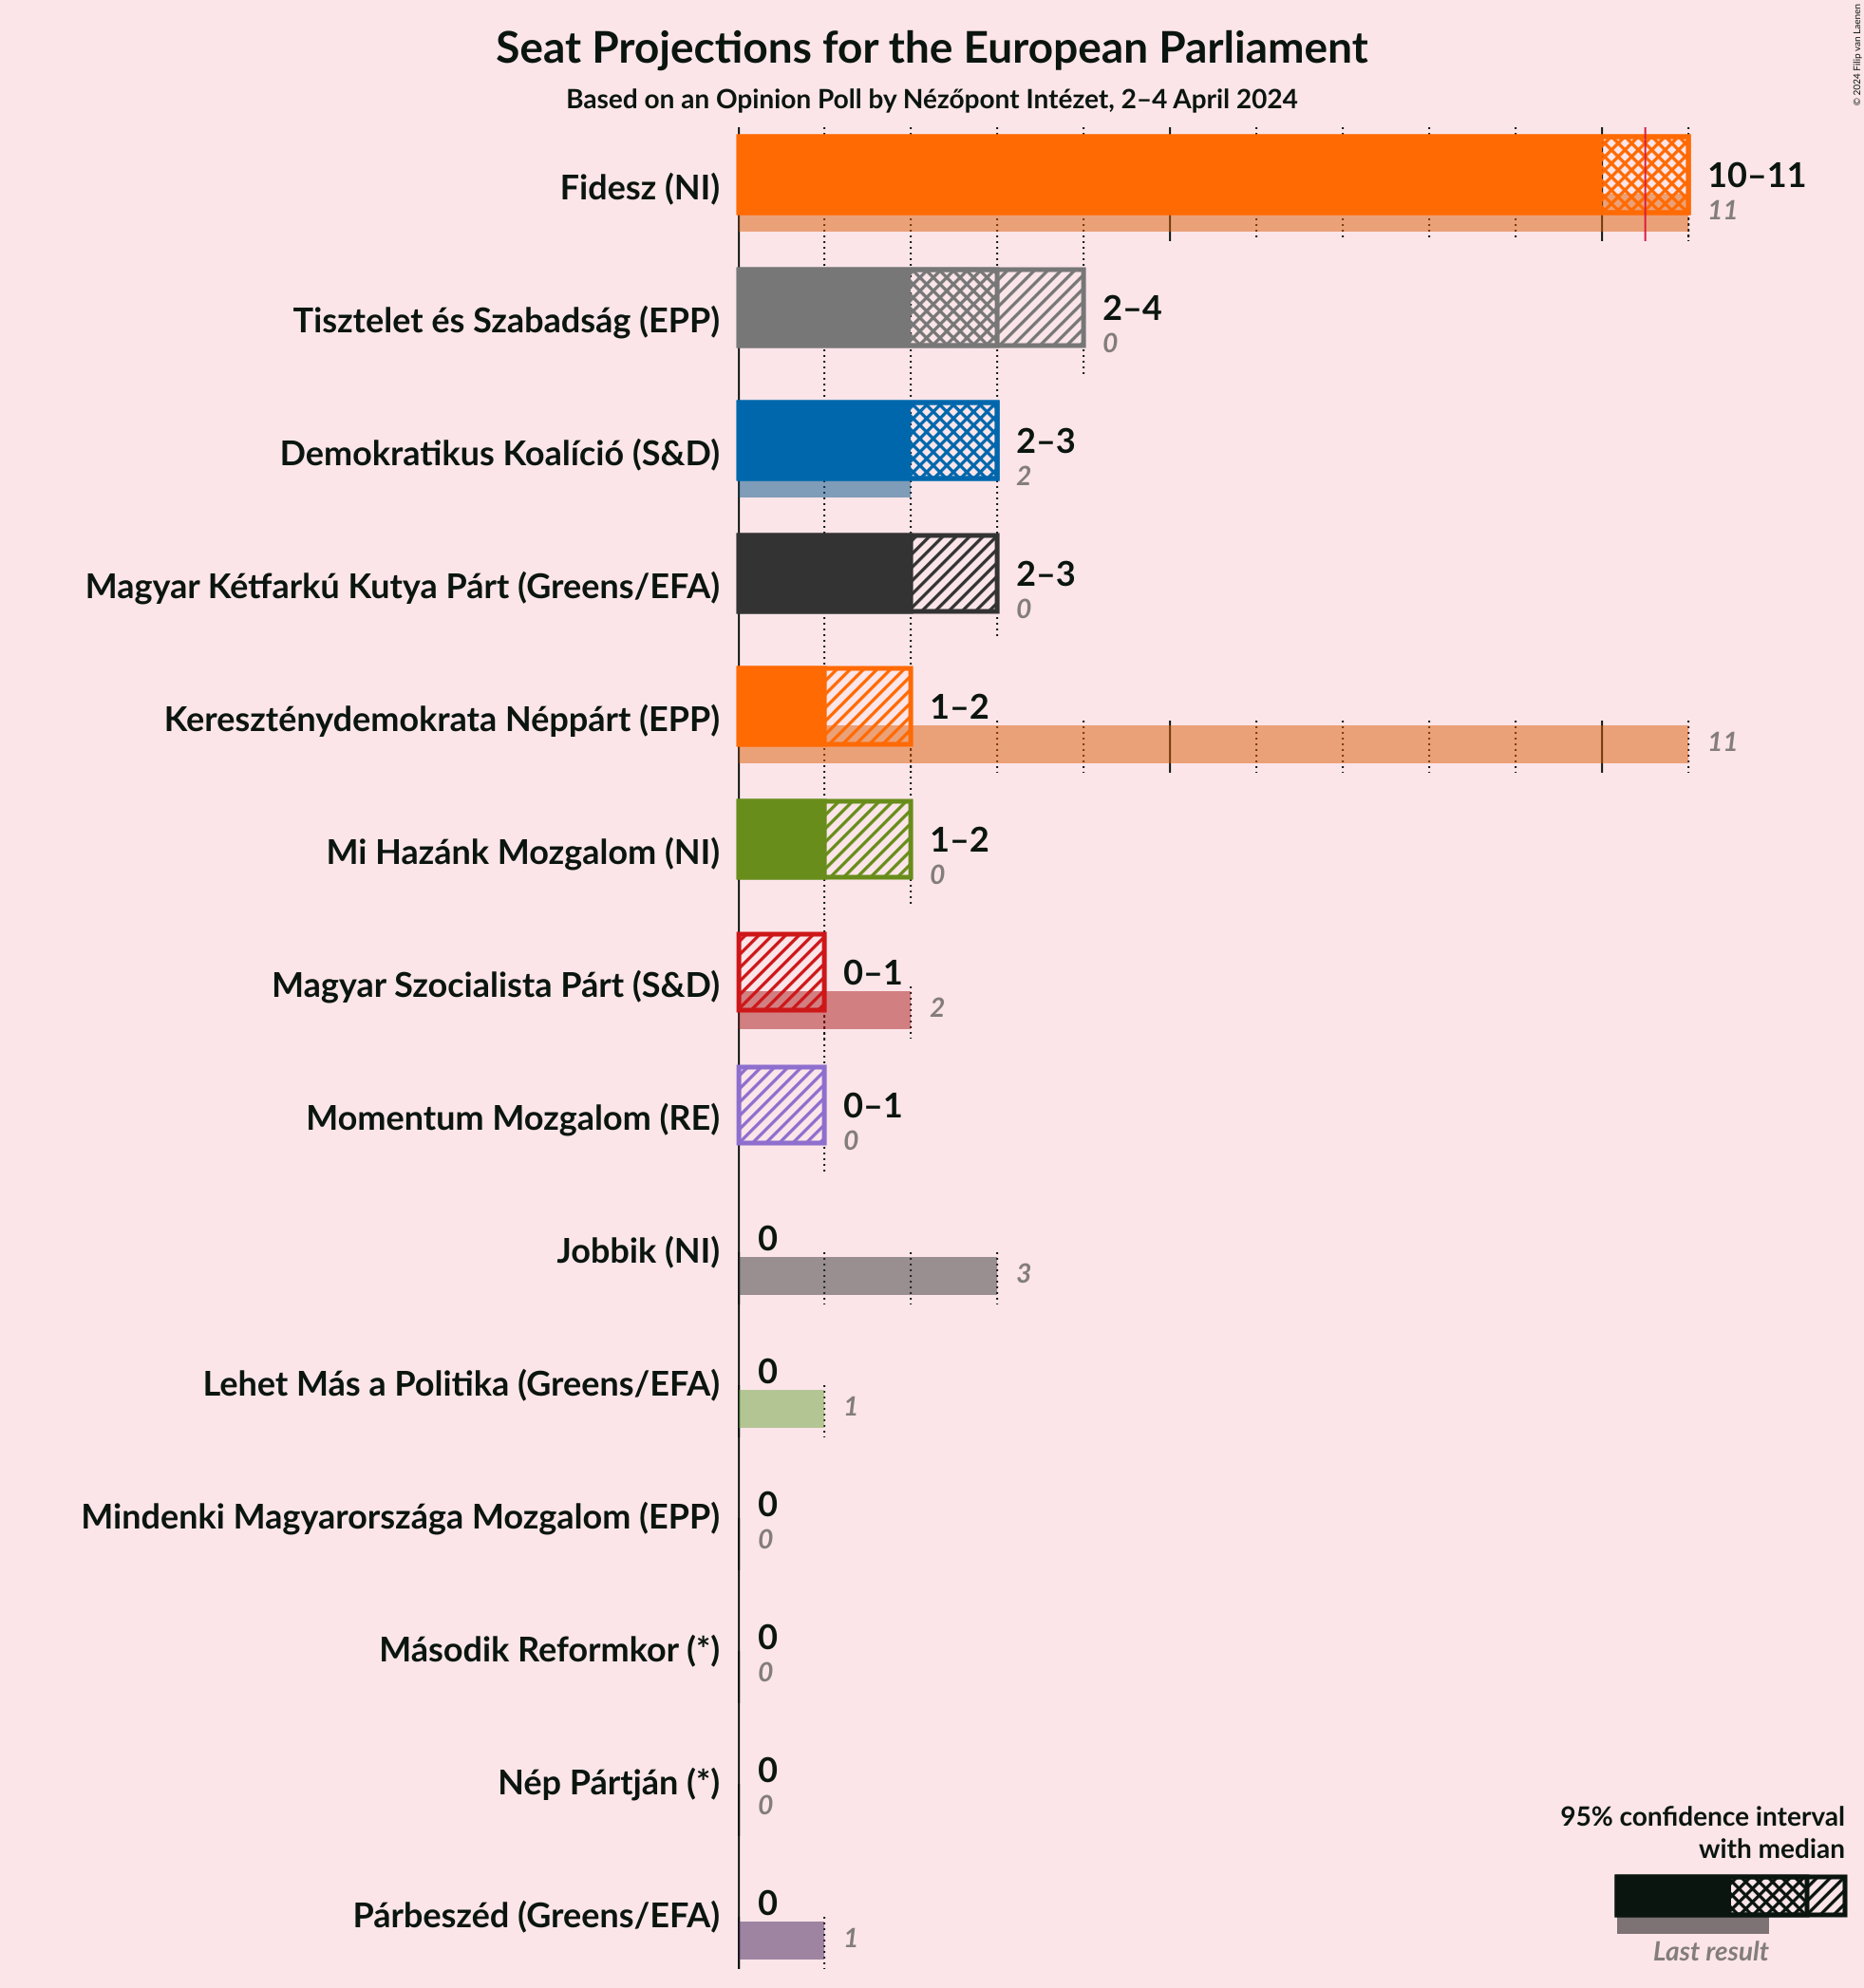 Seat Projections for the European Parliament
Based on an Opinion Poll by Nézőpont Intézet, 2–4 April 2024
© 2024 Filip van Laenen
Fidesz (NI)
10–11
11
Tisztelet és Szabadság (EPP)
2–4
0
Demokratikus Koalíció (S&D)
2–3
2
Magyar Kétfarkú Kutya Párt (Greens/EFA)
2–3
0
Kereszténydemokrata Néppárt (EPP)
1–2
11
Mi Hazánk Mozgalom (NI)
1–2
0
Magyar Szocialista Párt (S&D)
0–1
2
Momentum Mozgalom (RE)
0–1
0
Jobbik (NI)
0
3
Lehet Más a Politika (Greens/EFA)
0
1
Mindenki Magyarországa Mozgalom (EPP)
0
0
Második Reformkor (*)
0
0
Nép Pártján (*)
0
0
Párbeszéd (Greens/EFA)
0
1
95% confidence interval
with median
Last result